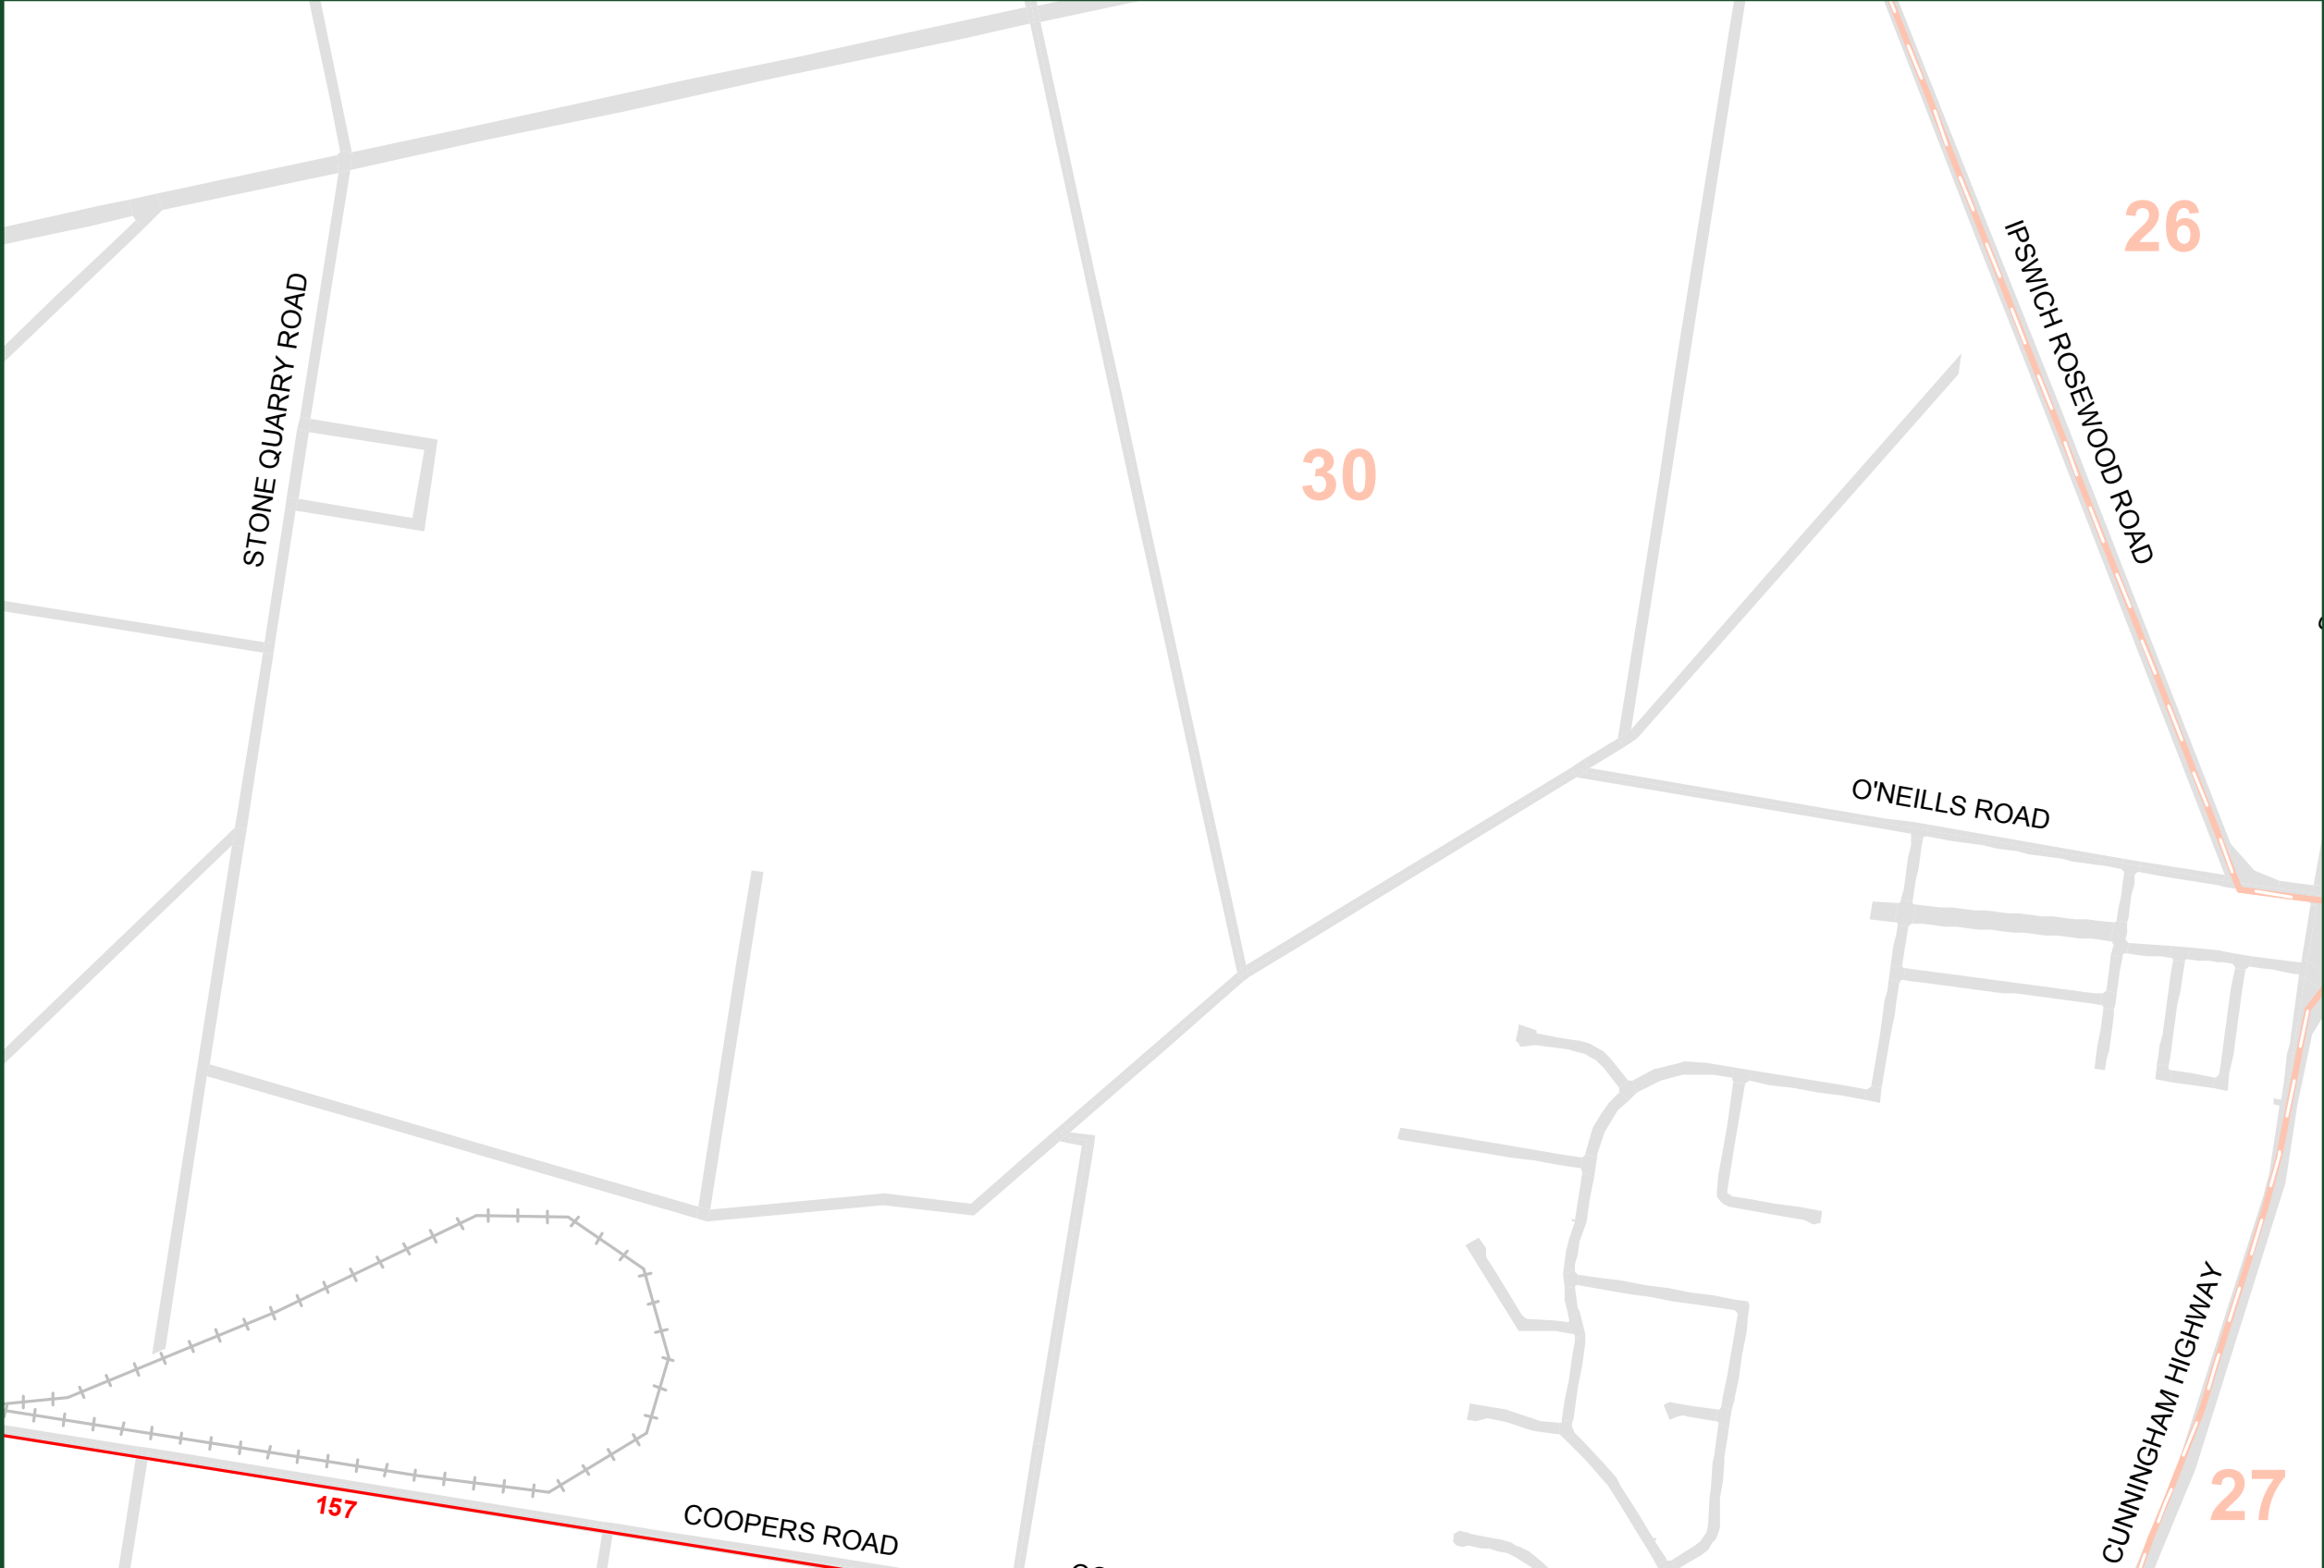 26
IPSWICH ROSEWOOD ROAD
STONE QUARRY ROAD
30
O'NEILLS ROAD
CUNNINGHAM HIGHWAY
27
157
COOPERS ROAD